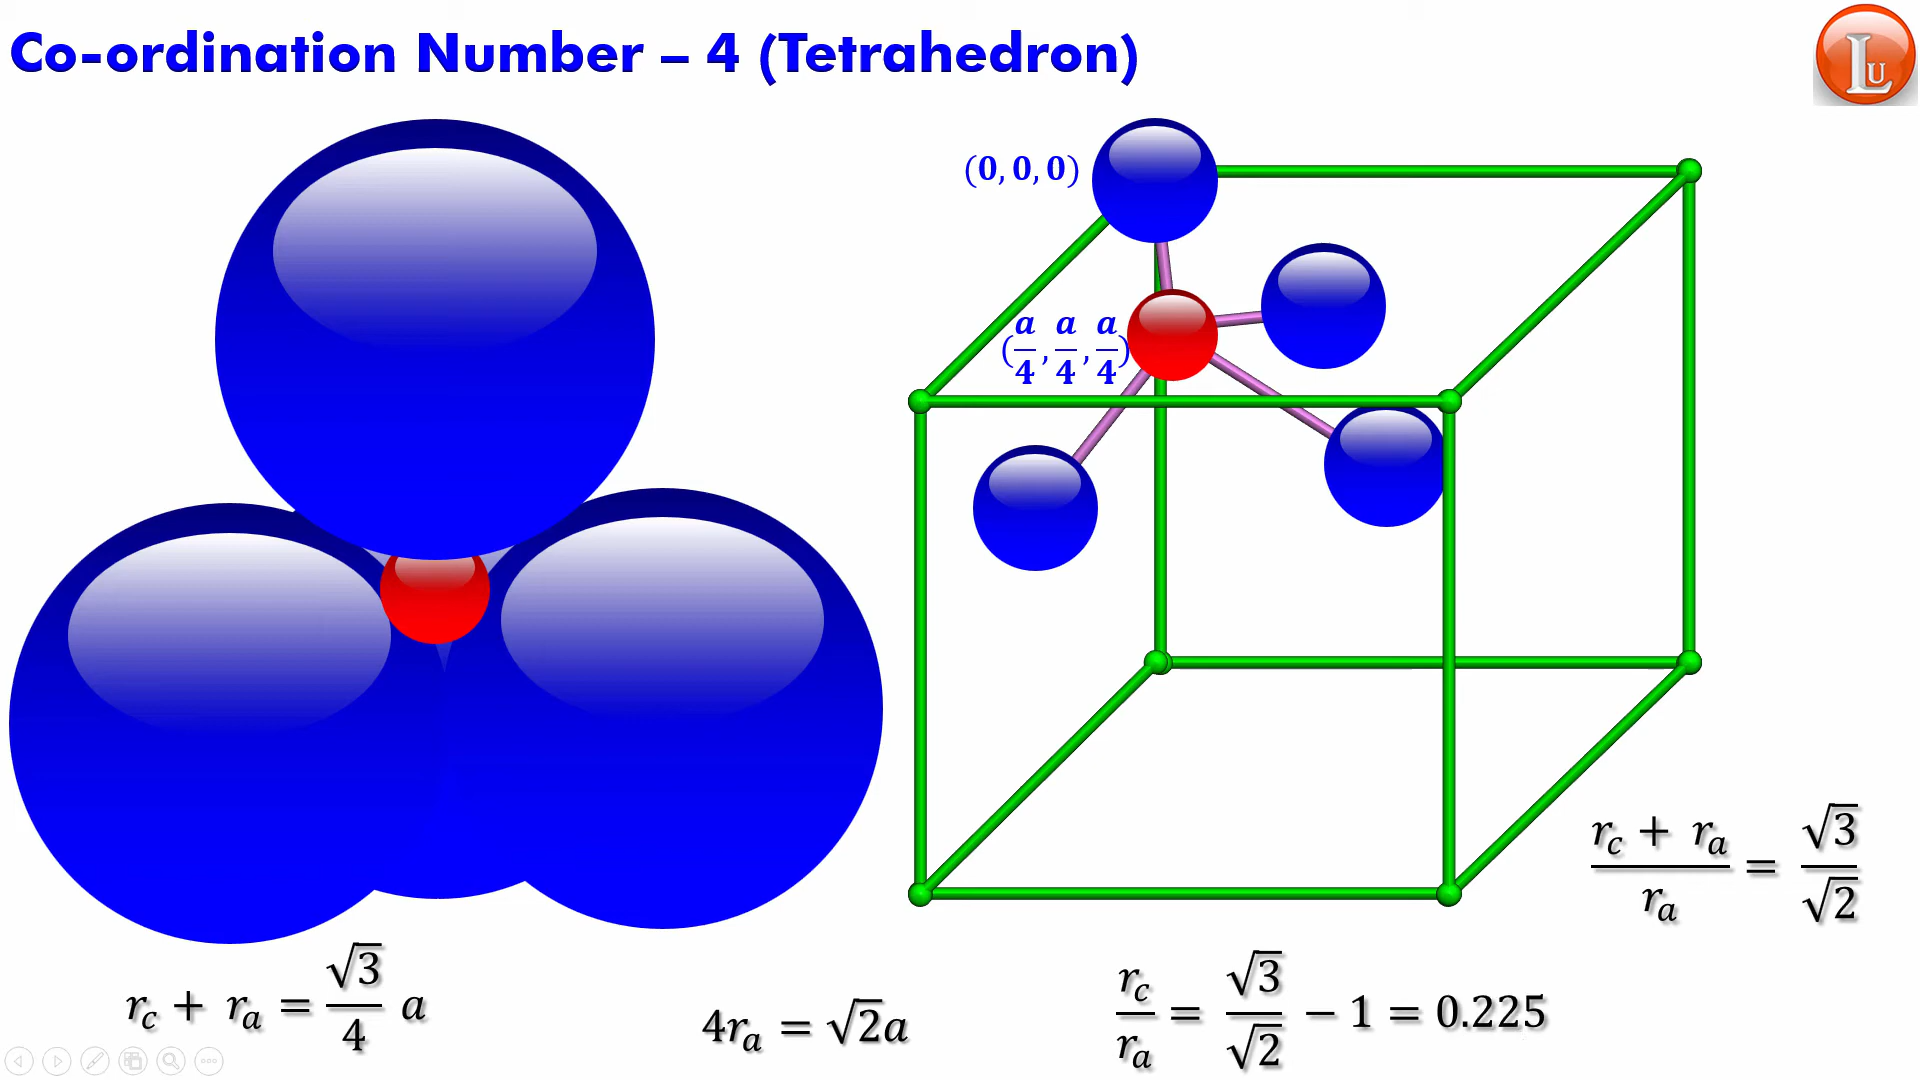 Co-ordination Number – 4 (Tetrahedron)
LU
(0, 0, 0)
(a/4, a/4, a/4)
(r_c + r_a)/r_a = √3/√2
r_c + r_a = √3/4 a
4r_a = √2a
r_c/r_a = √3/√2 − 1 = 0.225